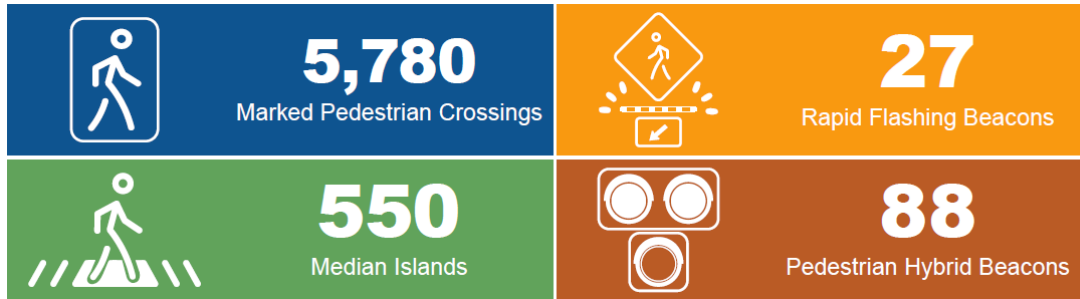 5,780
Marked Pedestrian Crossings
27
Rapid Flashing Beacons
550
Median Islands
88
Pedestrian Hybrid Beacons